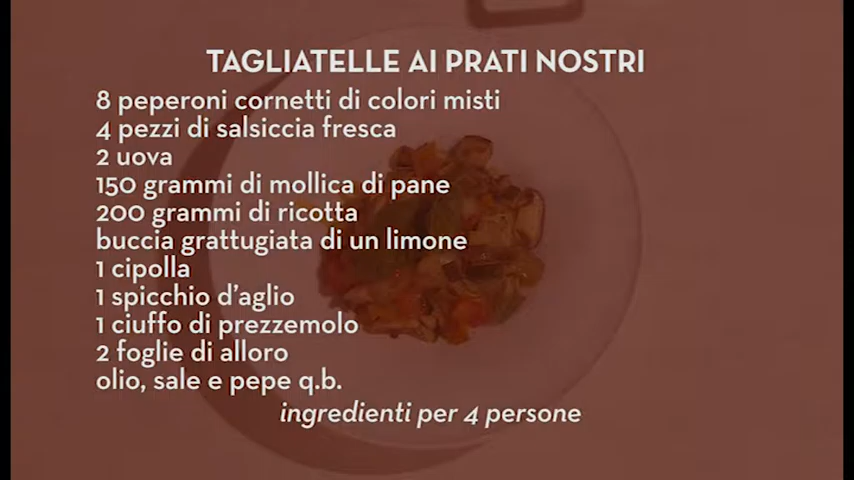 TAGLIATELLE AI PRATI NOSTRI
8 peperoni cornetti di colori misti
4 pezzi di salsiccia fresca
2 uova
150 grammi di mollica di pane
200 grammi di ricotta
buccia grattugiata di un limone
1 cipolla
1 spicchio d'aglio
1 ciuffo di prezzemolo
2 foglie di alloro
olio, sale e pepe q.b.
ingredienti per 4 persone